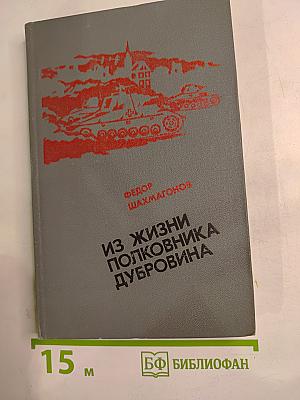 ФЕДОР
ШАХМАГОНОВ
ИЗ ЖИЗНИ
ПОЛКОВНИКА
ДУБРОВИНА
15 м
БФ БИБЛИОФАН